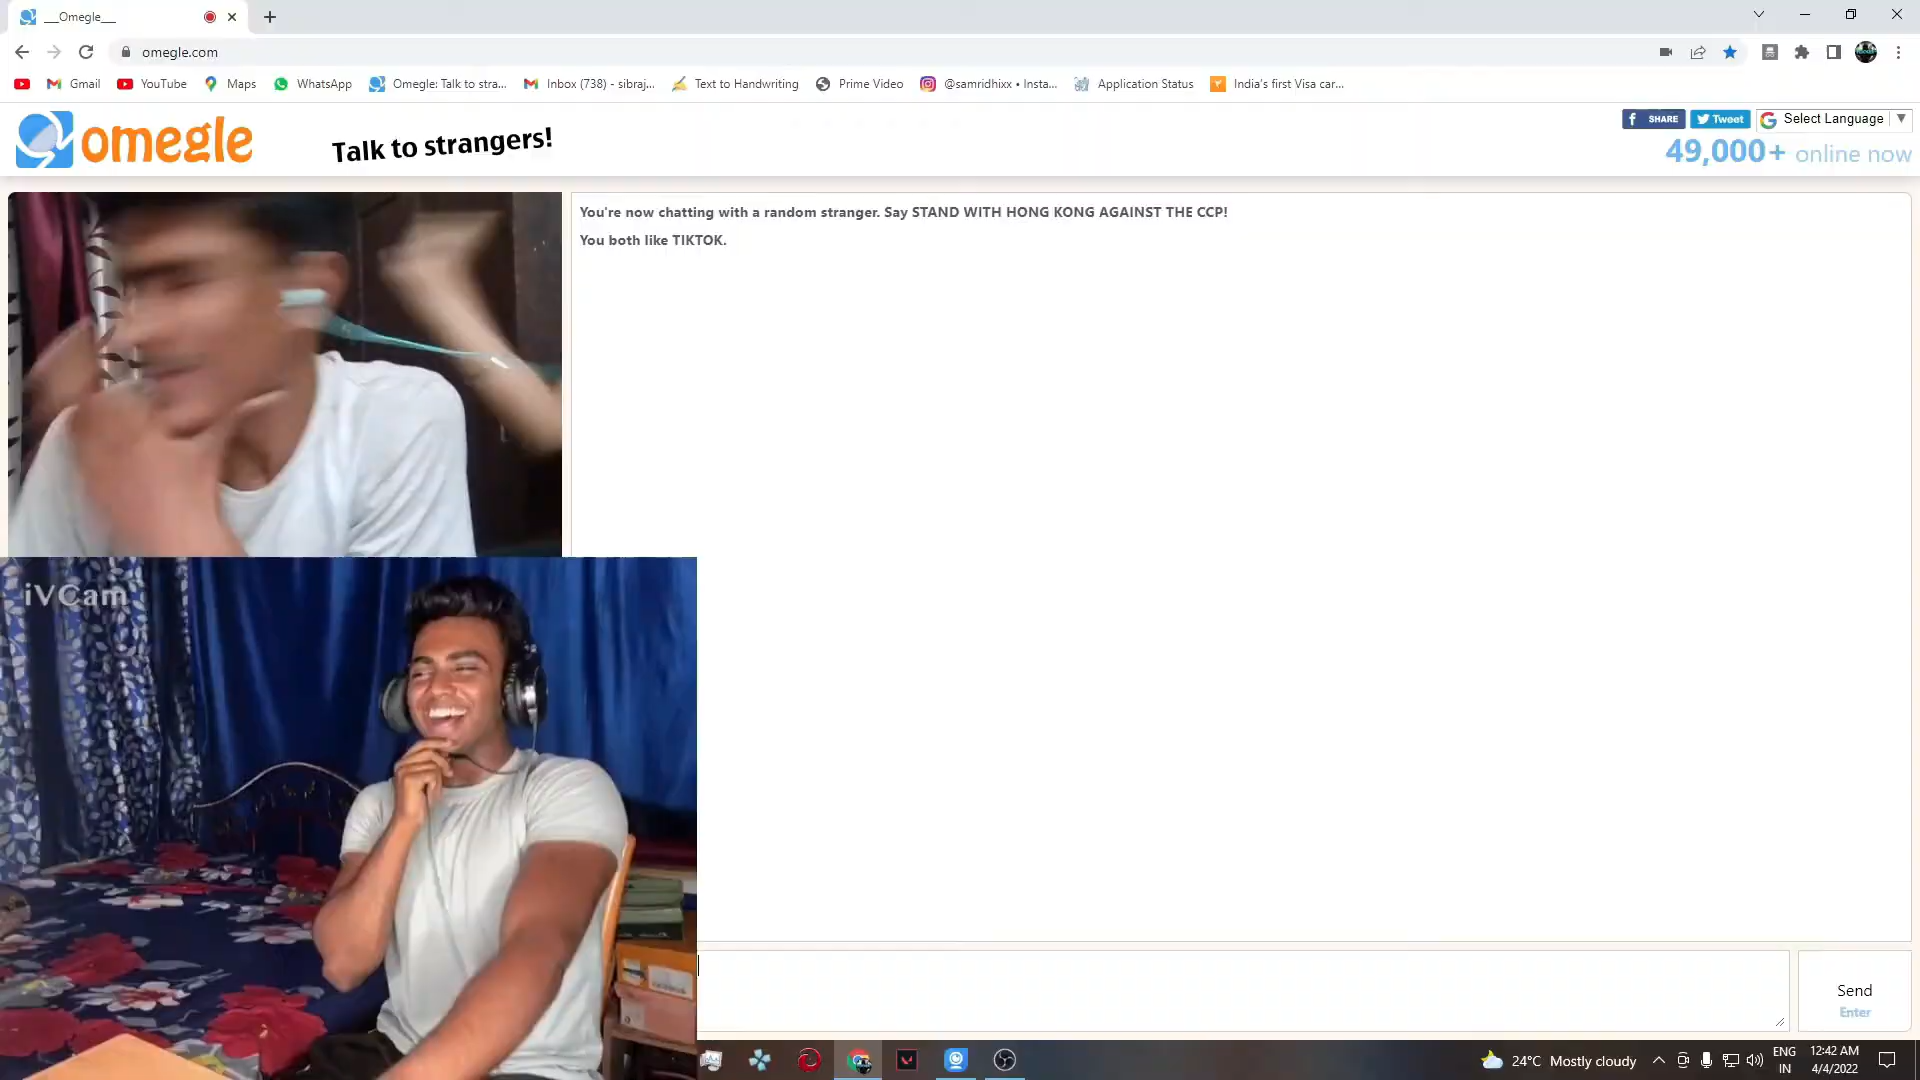 ___Omegle___
omegle.com
Gmail
YouTube
Maps
WhatsApp
Omegle: Talk to stra...
Inbox (738) - sibraj...
Text to Handwriting
Prime Video
@samridhixx • Insta...
Application Status
India's first Visa car...
omegle
Talk to strangers!
SHARE
Tweet
Select Language
49,000+ online now
You're now chatting with a random stranger. Say STAND WITH HONG KONG AGAINST THE CCP!
You both like TIKTOK.
iVCam
Send
Enter
24°C Mostly cloudy
ENG
IN
12:42 AM
4/4/2022